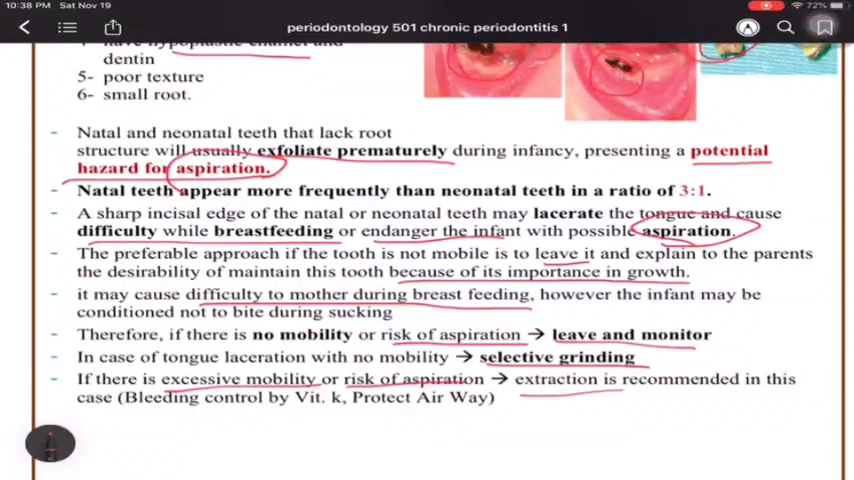 10:38 PM Sat Nov 19
72%
periodontology 501 chronic periodontitis 1
have hypoplastic enamel and
dentin
5- poor texture
6- small root.
- Natal and neonatal teeth that lack root
structure will usually exfoliate prematurely during infancy, presenting a potential
hazard for aspiration.
- Natal teeth appear more frequently than neonatal teeth in a ratio of 3:1.
- A sharp incisal edge of the natal or neonatal teeth may lacerate the tongue and cause
difficulty while breastfeeding or endanger the infant with possible aspiration.
- The preferable approach if the tooth is not mobile is to leave it and explain to the parents
the desirability of maintain this tooth because of its importance in growth.
- it may cause difficulty to mother during breast feeding, however the infant may be
conditioned not to bite during sucking
- Therefore, if there is no mobility or risk of aspiration → leave and monitor
- In case of tongue laceration with no mobility → selective grinding
- If there is excessive mobility or risk of aspiration → extraction is recommended in this
case (Bleeding control by Vit. k, Protect Air Way)